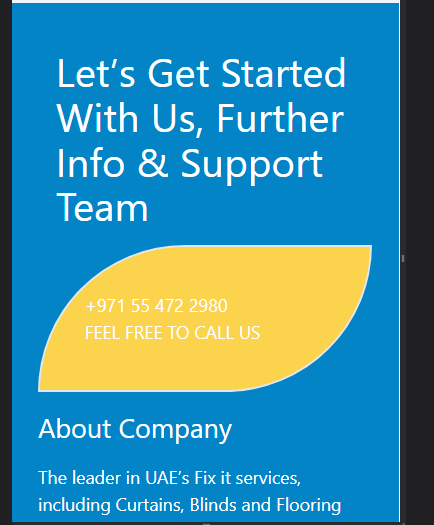 Let’s Get Started
With Us, Further
Info & Support
Team
+971 55 472 2980
FEEL FREE TO CALL US
About Company
The leader in UAE’s Fix it services,
including Curtains, Blinds and Flooring